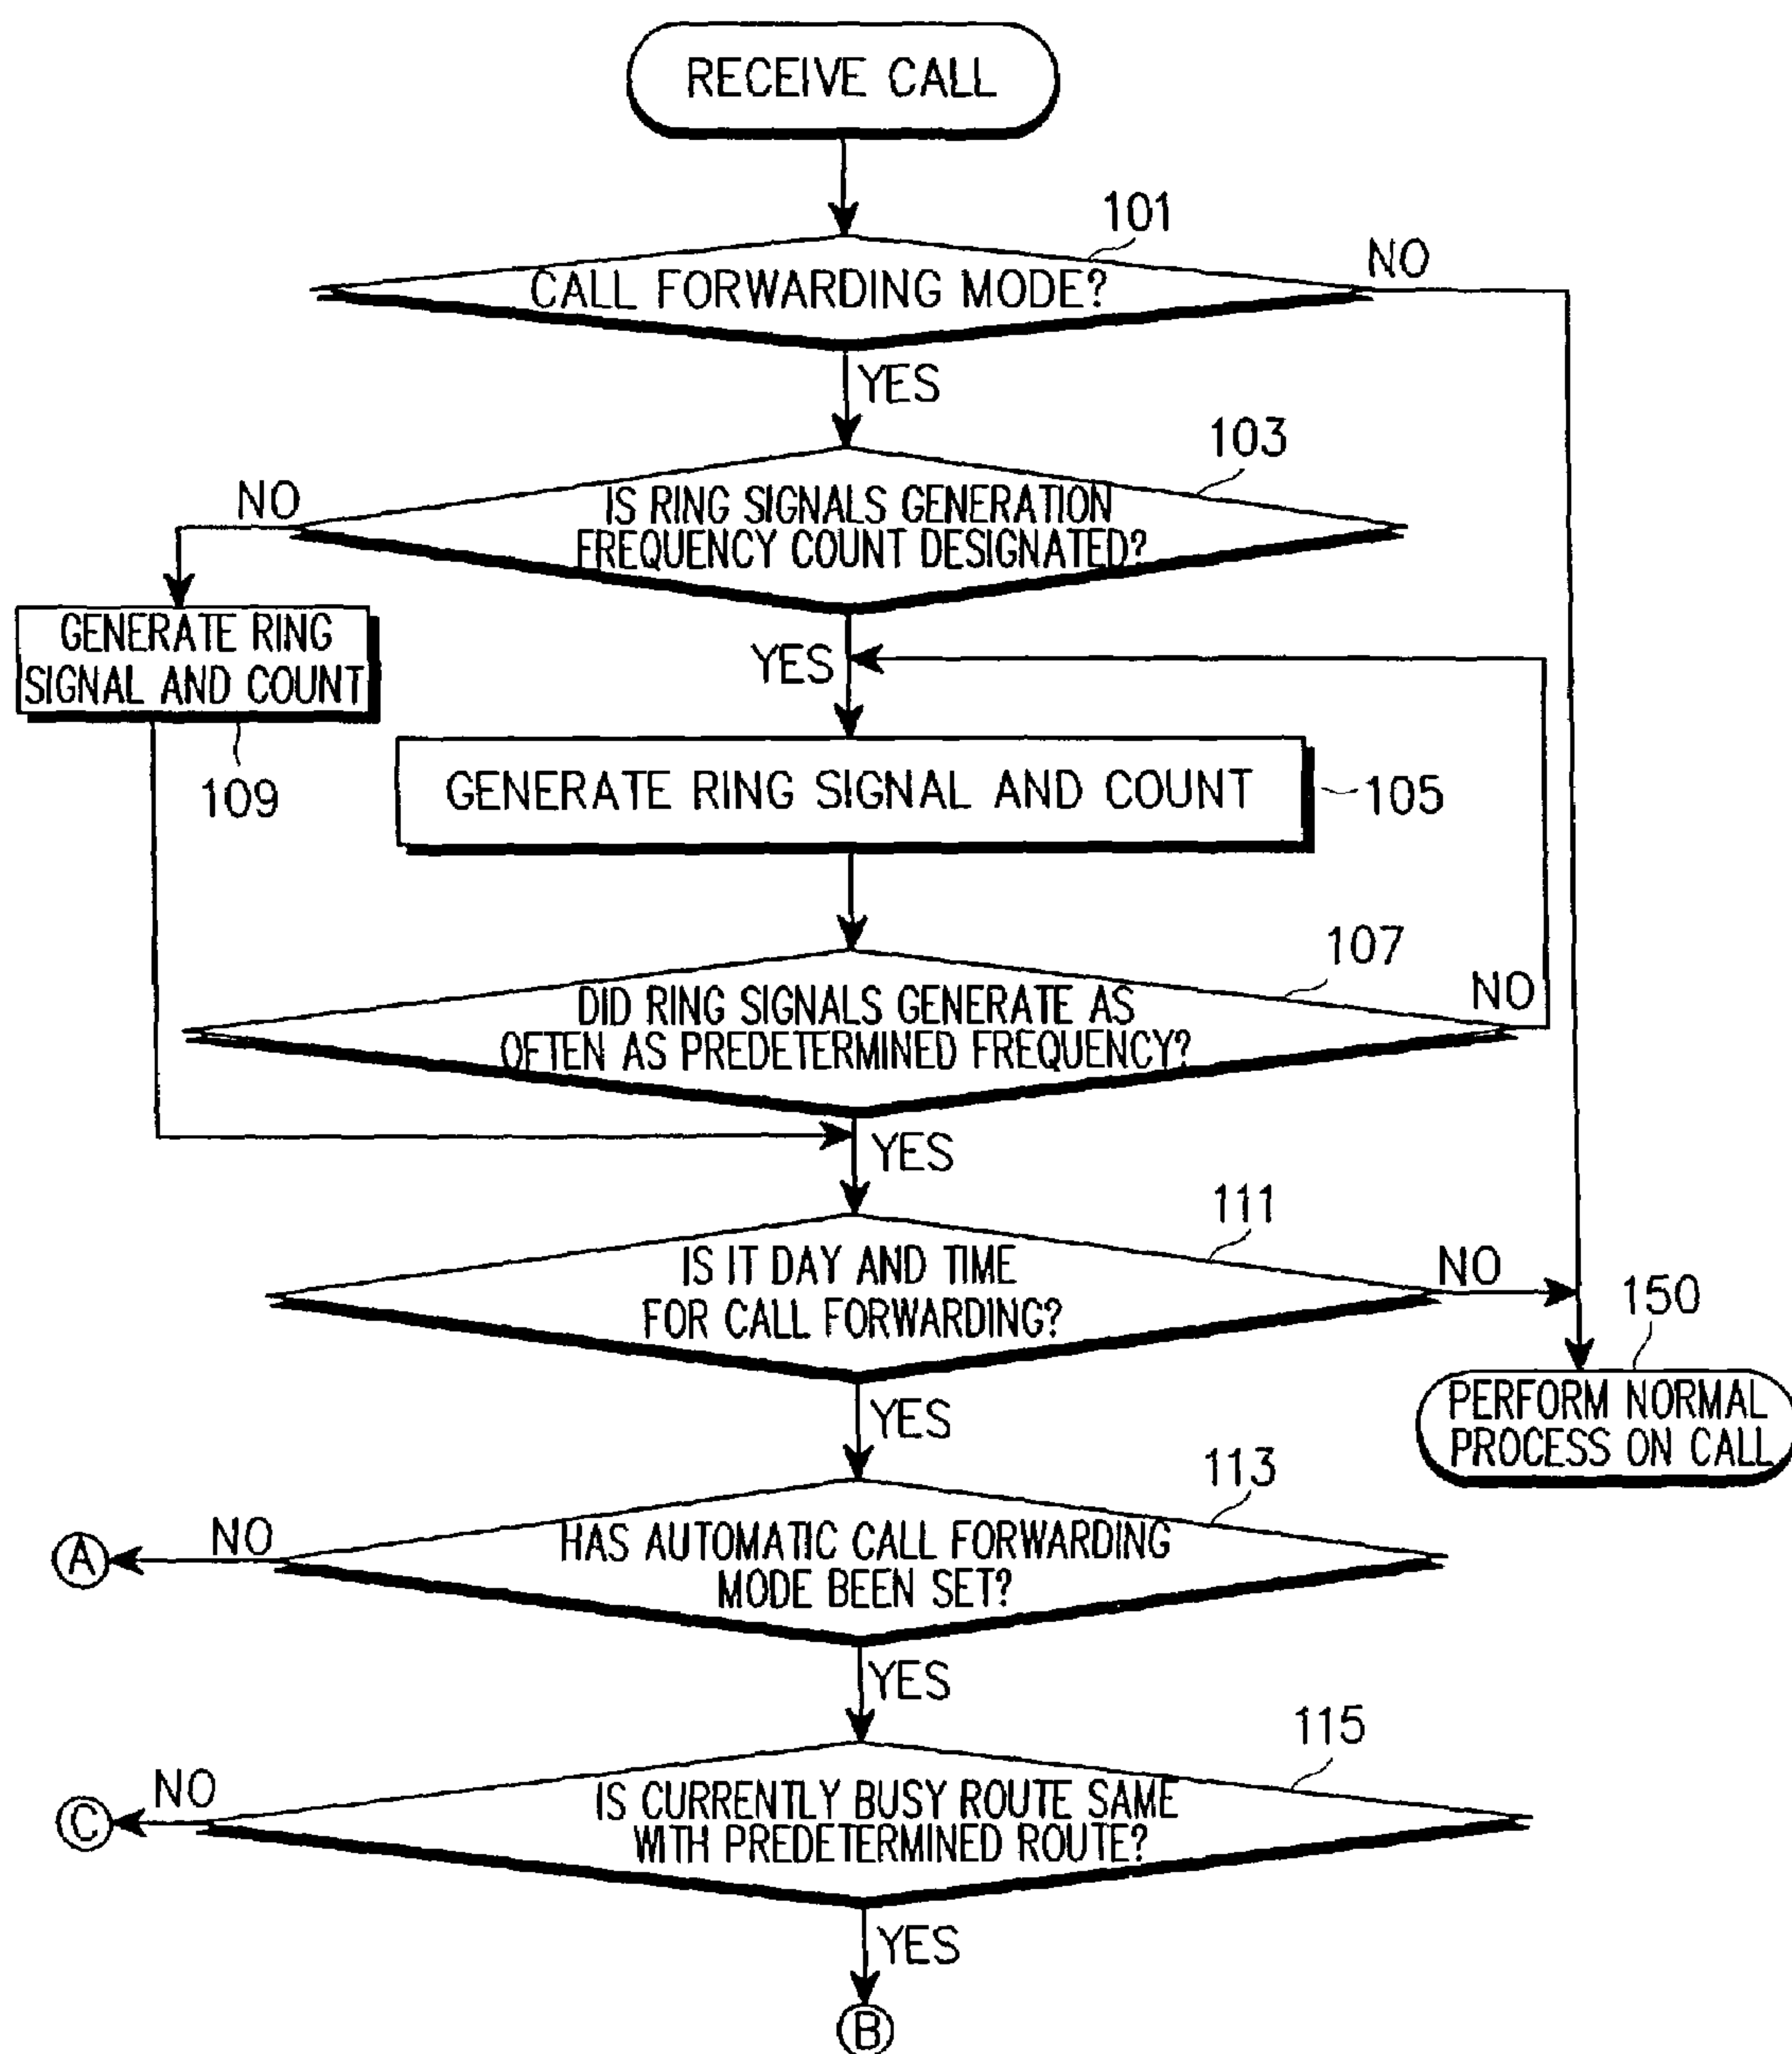 RECEIVE CALL
101
CALL FORWARDING MODE?
NO
YES
103
NO
IS RING SIGNALS GENERATION
FREQUENCY COUNT DESIGNATED?
GENERATE RING
SIGNAL AND COUNT
109
YES
GENERATE RING SIGNAL AND COUNT
105
107
DID RING SIGNALS GENERATE AS
OFTEN AS PREDETERMINED FREQUENCY?
NO
YES
111
IS IT DAY AND TIME
FOR CALL FORWARDING?
NO
150
PERFORM NORMAL
PROCESS ON CALL
YES
113
HAS AUTOMATIC CALL FORWARDING
MODE BEEN SET?
NO
A
YES
115
IS CURRENTLY BUSY ROUTE SAME
WITH PREDETERMINED ROUTE?
NO
C
YES
B